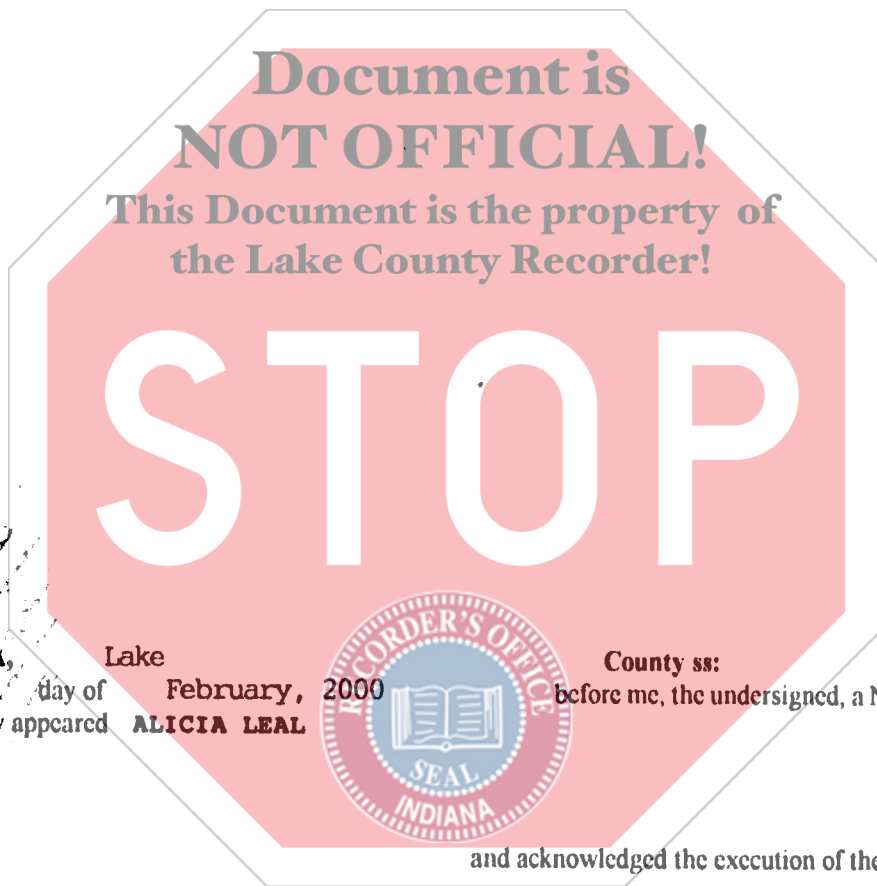 Document is
NOT OFFICIAL!
This Document is the property of
the Lake County Recorder!
STOP
RECORDER'S OFFICE
Lake County ss:
day of February, 2000 before me, the undersigned, a
appeared ALICIA LEAL
SEAL
INDIANA
and acknowledged the execution of the